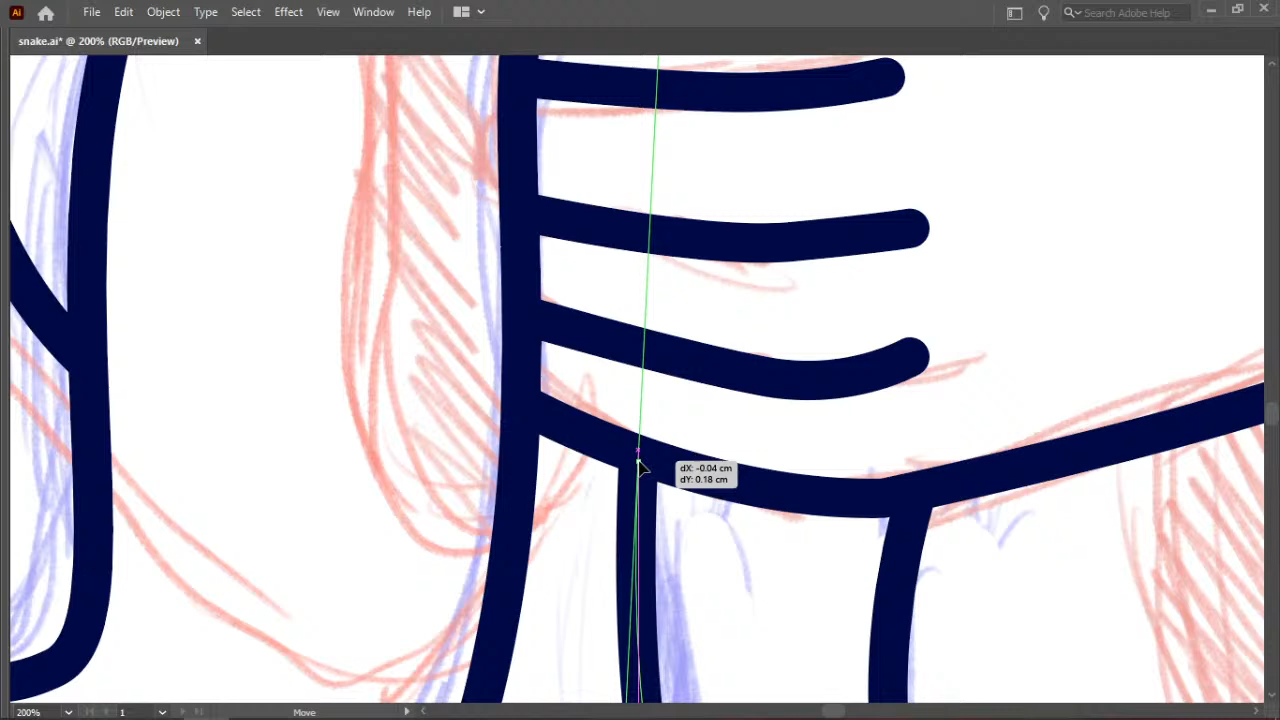 Ai File Edit Object Type Select Effect View Window Help Search Adobe Help
snake.ai* @ 200% (RGB/Preview) ×
dX: -0.04 cm
dY: 0.18 cm
200% 1 Move